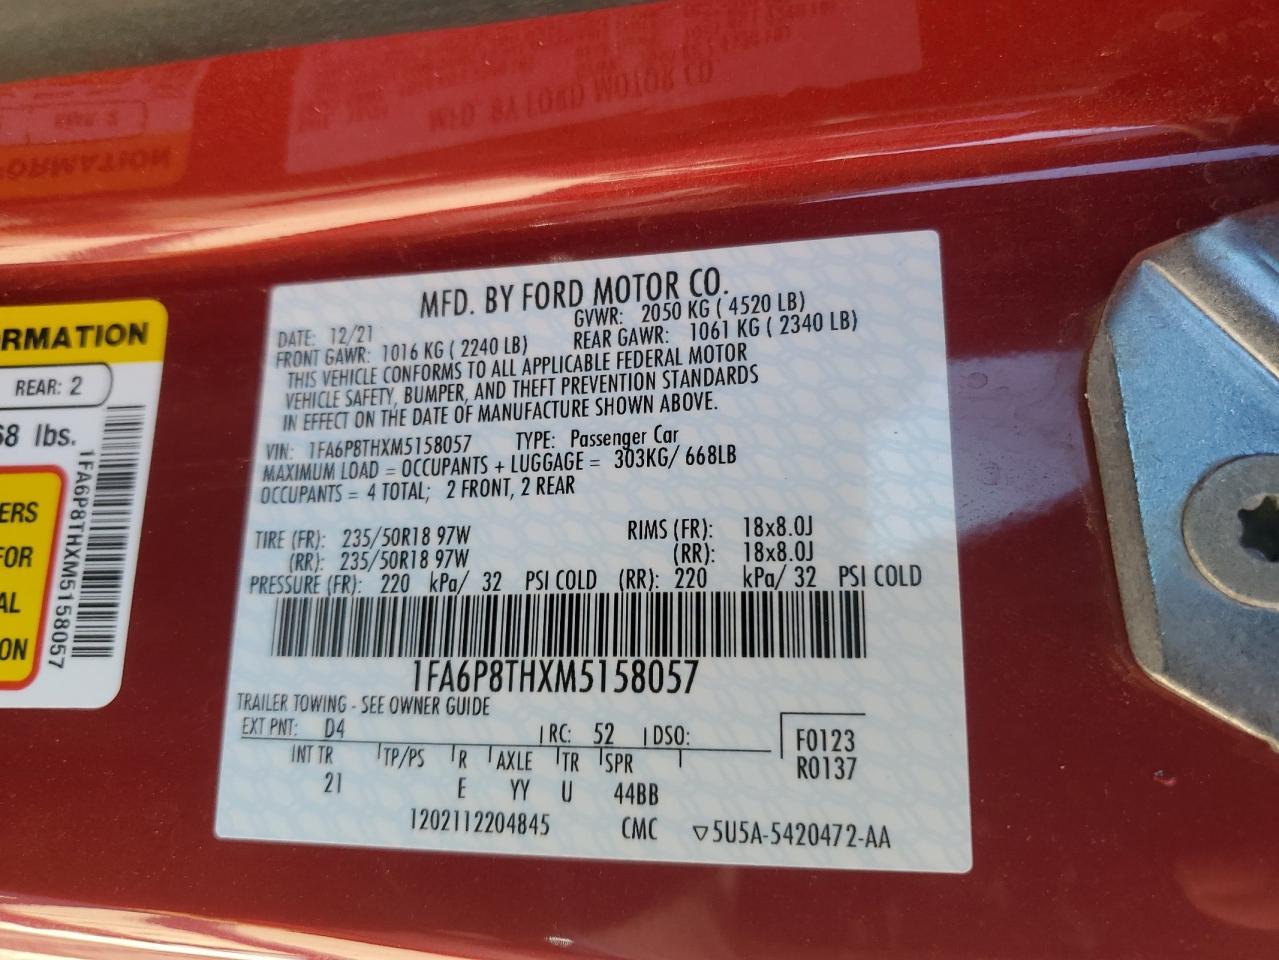 RMATION
REAR: 2
68 lbs.
1FA6P8THXM5158057
ERS
FOR
AL
ON
MFD. BY FORD MOTOR CO.
DATE: 12/21 GVWR: 2050 KG ( 4520 LB)
FRONT GAWR: 1016 KG ( 2240 LB) REAR GAWR: 1061 KG ( 2340 LB)
THIS VEHICLE CONFORMS TO ALL APPLICABLE FEDERAL MOTOR
VEHICLE SAFETY, BUMPER, AND THEFT PREVENTION STANDARDS
IN EFFECT ON THE DATE OF MANUFACTURE SHOWN ABOVE.
VIN: 1FA6P8THXM5158057 TYPE: Passenger Car
MAXIMUM LOAD = OCCUPANTS + LUGGAGE = 303KG/ 668LB
OCCUPANTS = 4 TOTAL; 2 FRONT, 2 REAR
TIRE (FR): 235/50R18 97W RIMS (FR): 18x8.0J
(RR): 235/50R18 97W (RR): 18x8.0J
PRESSURE (FR): 220 kPa/ 32 PSI COLD (RR): 220 kPa/ 32 PSI COLD
1FA6P8THXM5158057
TRAILER TOWING - SEE OWNER GUIDE
EXT PNT: D4 RC: 52 DSO:
F0123
R0137
INT TR TP/PS R AXLE TR SPR
21 E YY U 44BB
1202112204845 CMC ▽5U5A-5420472-AA